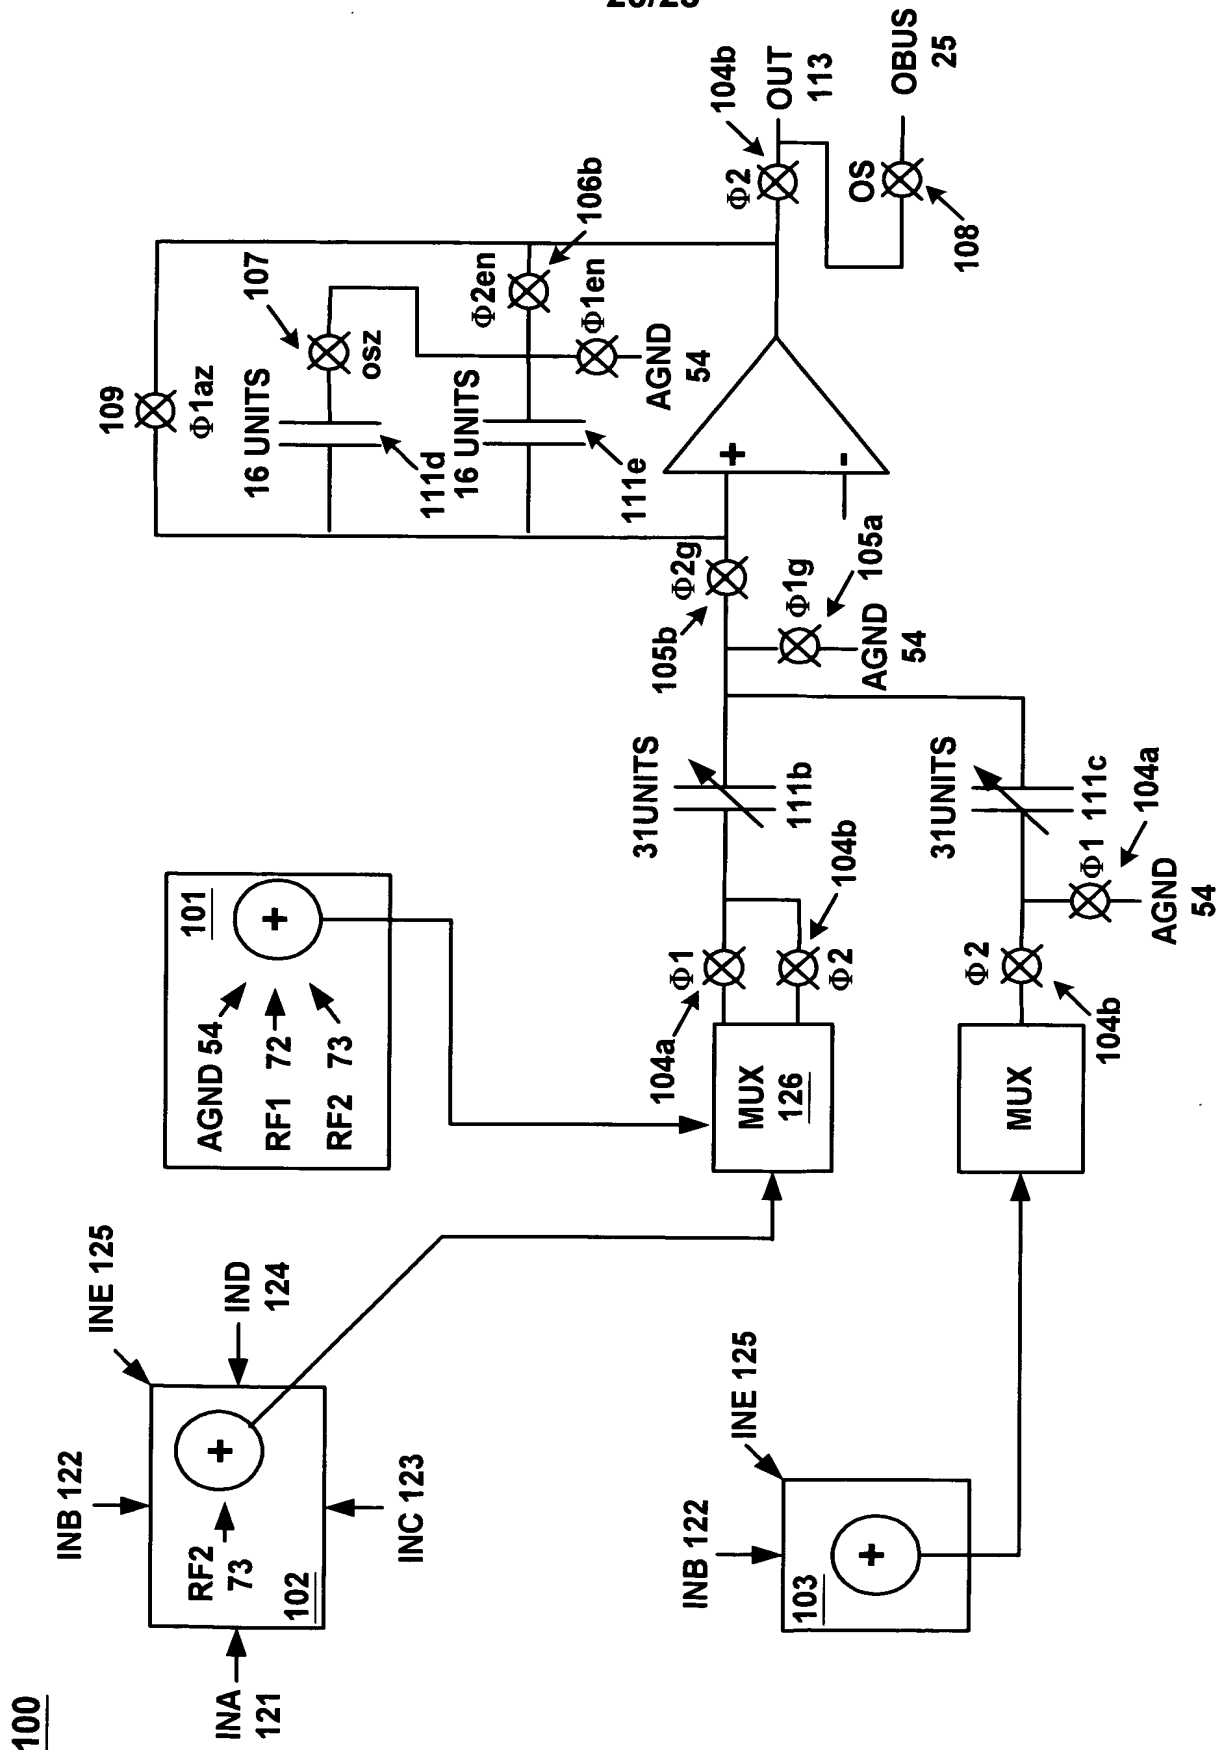 100
INA
121
INB 122
INE 125
IND
124
INC 123
RF2
73
102
+
101
+
AGND 54
RF1 72
RF2 73
INB 122
INE 125
103
+
MUX
126
MUX
104a
Φ1
Φ2
104b
Φ2
104b
Φ1
104a
AGND
54
31UNITS
111b
31UNITS
111c
105b
Φ2g
Φ1g
105a
AGND
54
109
Φ1az
16 UNITS
111d
107
osz
16 UNITS
111e
Φ2en
106b
Φ1en
AGND
54
+
-
Φ2
104b
OUT
113
OS
108
OBUS
25